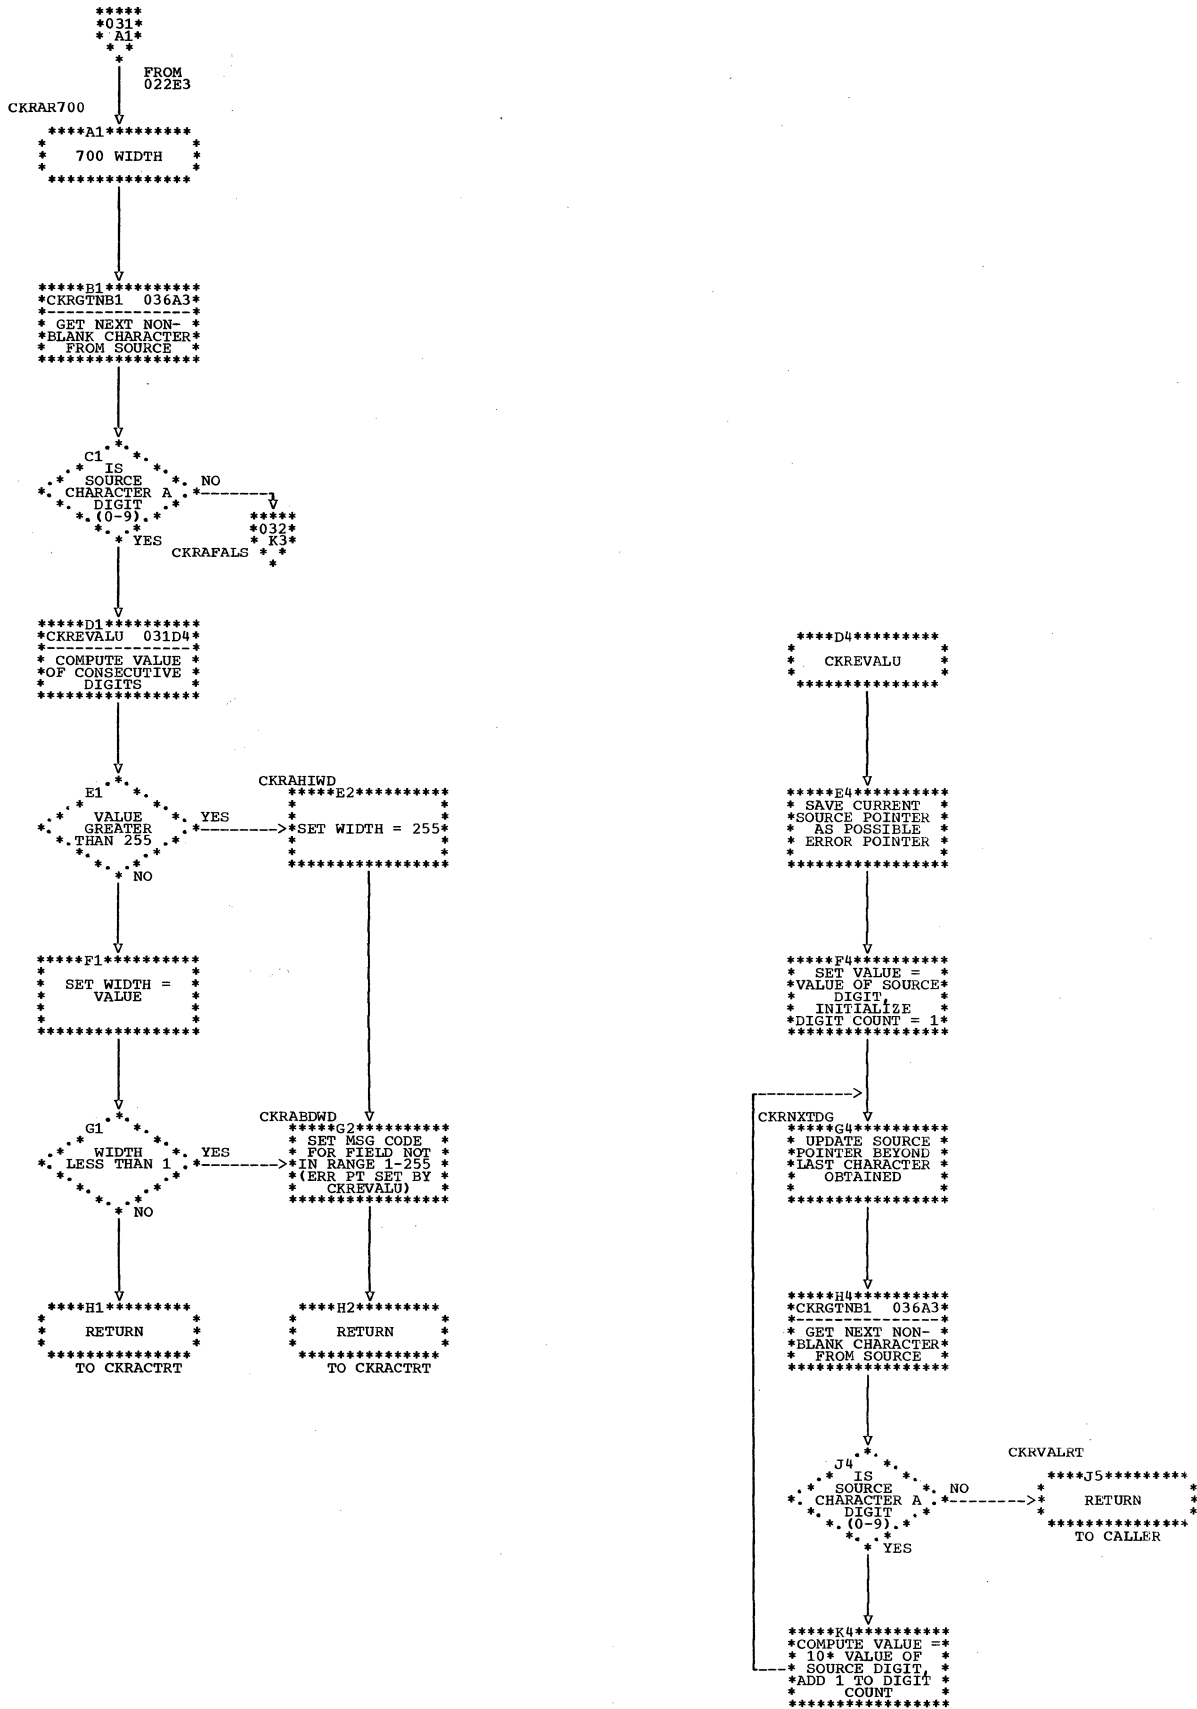 *****
*031*
* A1*
* *
*
FROM
022E3
CKRAR700
****A1*********
* *
* 700 WIDTH *
* *
***************
*****B1**********
*CKRGTNB1 036A3*
*---------------*
* GET NEXT NON- *
*BLANK CHARACTER*
* FROM SOURCE *
*****************
C1
IS
SOURCE
CHARACTER A
DIGIT
(0-9)
NO
YES
*****
*032*
* K3*
CKRAFALS * *
*
*****D1**********
*CKREVALU 031D4*
*---------------*
* COMPUTE VALUE *
*OF CONSECUTIVE *
* DIGITS *
*****************
E1
VALUE
GREATER
THAN 255
YES
NO
CKRAHIWD
*****E2**********
* *
* *
*SET WIDTH = 255*
* *
* *
*****************
*****F1**********
* *
* SET WIDTH = *
* VALUE *
* *
* *
*****************
G1
WIDTH
LESS THAN 1
YES
NO
CKRABDWD
*****G2**********
* SET MSG CODE *
* FOR FIELD NOT *
*IN RANGE 1-255 *
*(ERR PT SET BY *
* CKREVALU) *
*****************
****H1*********
* *
* RETURN *
* *
***************
TO CKRACTRT
****H2*********
* *
* RETURN *
* *
***************
TO CKRACTRT
****D4*********
* *
* CKREVALU *
* *
***************
*****E4**********
* SAVE CURRENT *
*SOURCE POINTER *
* AS POSSIBLE *
* ERROR POINTER *
* *
*****************
*****F4**********
* SET VALUE = *
*VALUE OF SOURCE*
* DIGIT, *
* INITIALIZE *
*DIGIT COUNT = 1*
*****************
CKRNXTDG
*****G4**********
* UPDATE SOURCE *
*POINTER BEYOND *
*LAST CHARACTER *
* OBTAINED *
* *
*****************
*****H4**********
*CKRGTNB1 036A3*
*---------------*
* GET NEXT NON- *
*BLANK CHARACTER*
* FROM SOURCE *
*****************
J4
IS
SOURCE
CHARACTER A
DIGIT
(0-9)
NO
YES
CKRVALRT
****J5*********
* *
* RETURN *
* *
***************
TO CALLER
*****K4**********
*COMPUTE VALUE =*
* 10* VALUE OF *
* SOURCE DIGIT, *
*ADD 1 TO DIGIT *
* COUNT *
*****************